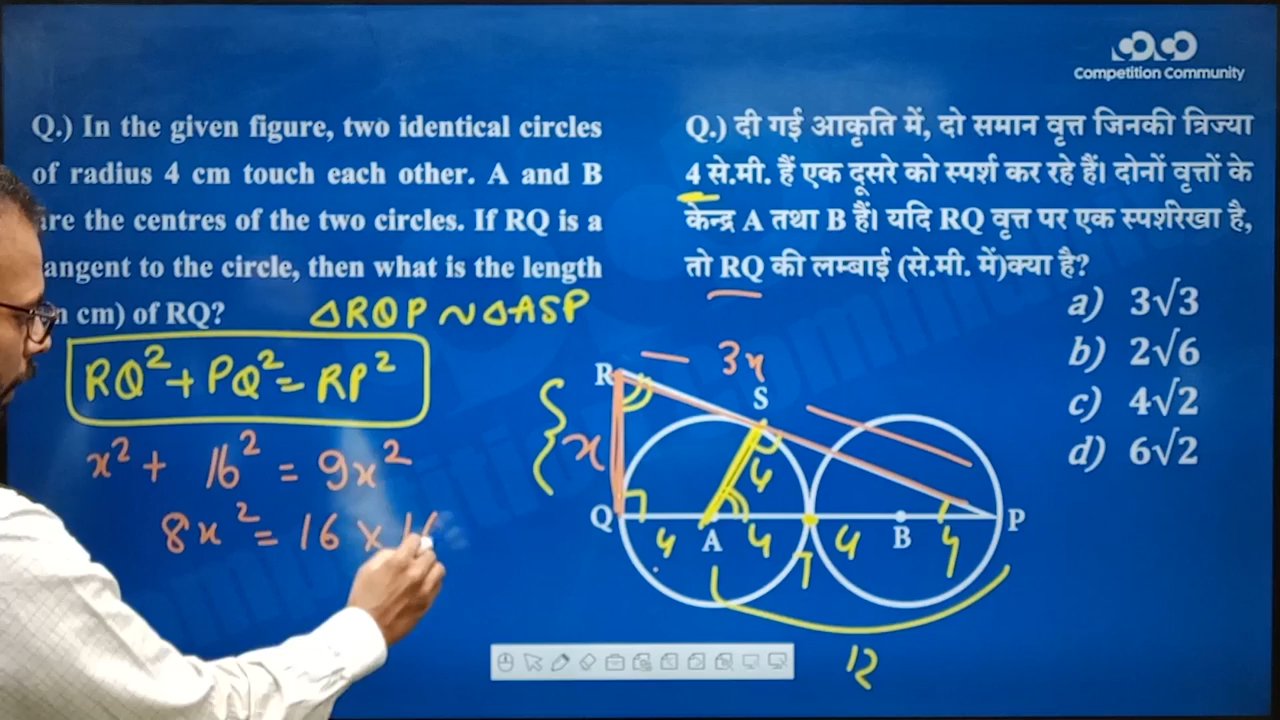 Competition Community
Q.) In the given figure, two identical circles
of radius 4 cm touch each other. A and B
are the centres of the two circles. If RQ is a
tangent to the circle, then what is the length
n cm) of RQ?
△RQP ~ △ASP
RQ² + PQ² = RP²
x² + 16² = 9x²
8x² = 16 × 16
Q.) दी गई आकृति में, दो समान वृत्त जिनकी त्रिज्या
4 से.मी. हैं एक दूसरे को स्पर्श कर रहे हैं। दोनों वृत्तों के
केन्द्र A तथा B हैं। यदि RQ वृत्त पर एक स्पर्शरेखा है,
तो RQ की लम्बाई (से.मी. में)क्या है?
a) 3√3
b) 2√6
c) 4√2
d) 6√2
R 3x
S
x 4
Q P
A B
4 4 4 4
12